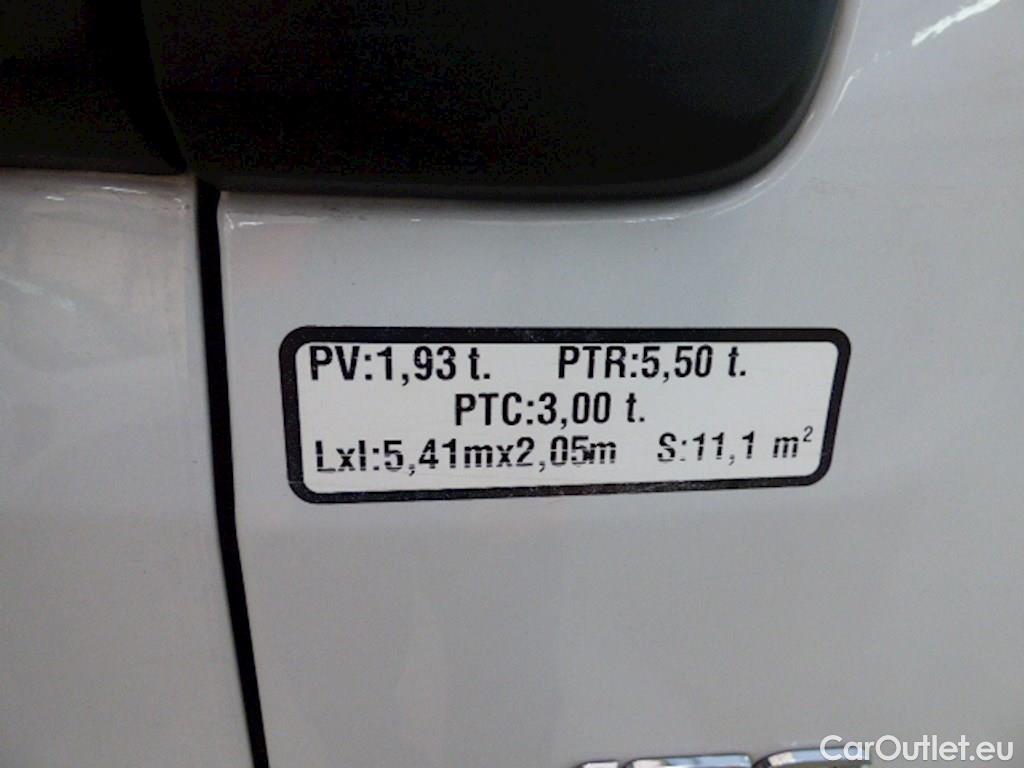 PV:1,93 t. PTR:5,50 t.
PTC:3,00 t.
Lxl:5,41mx2,05m S:11,1 m²
CarOutlet.eu